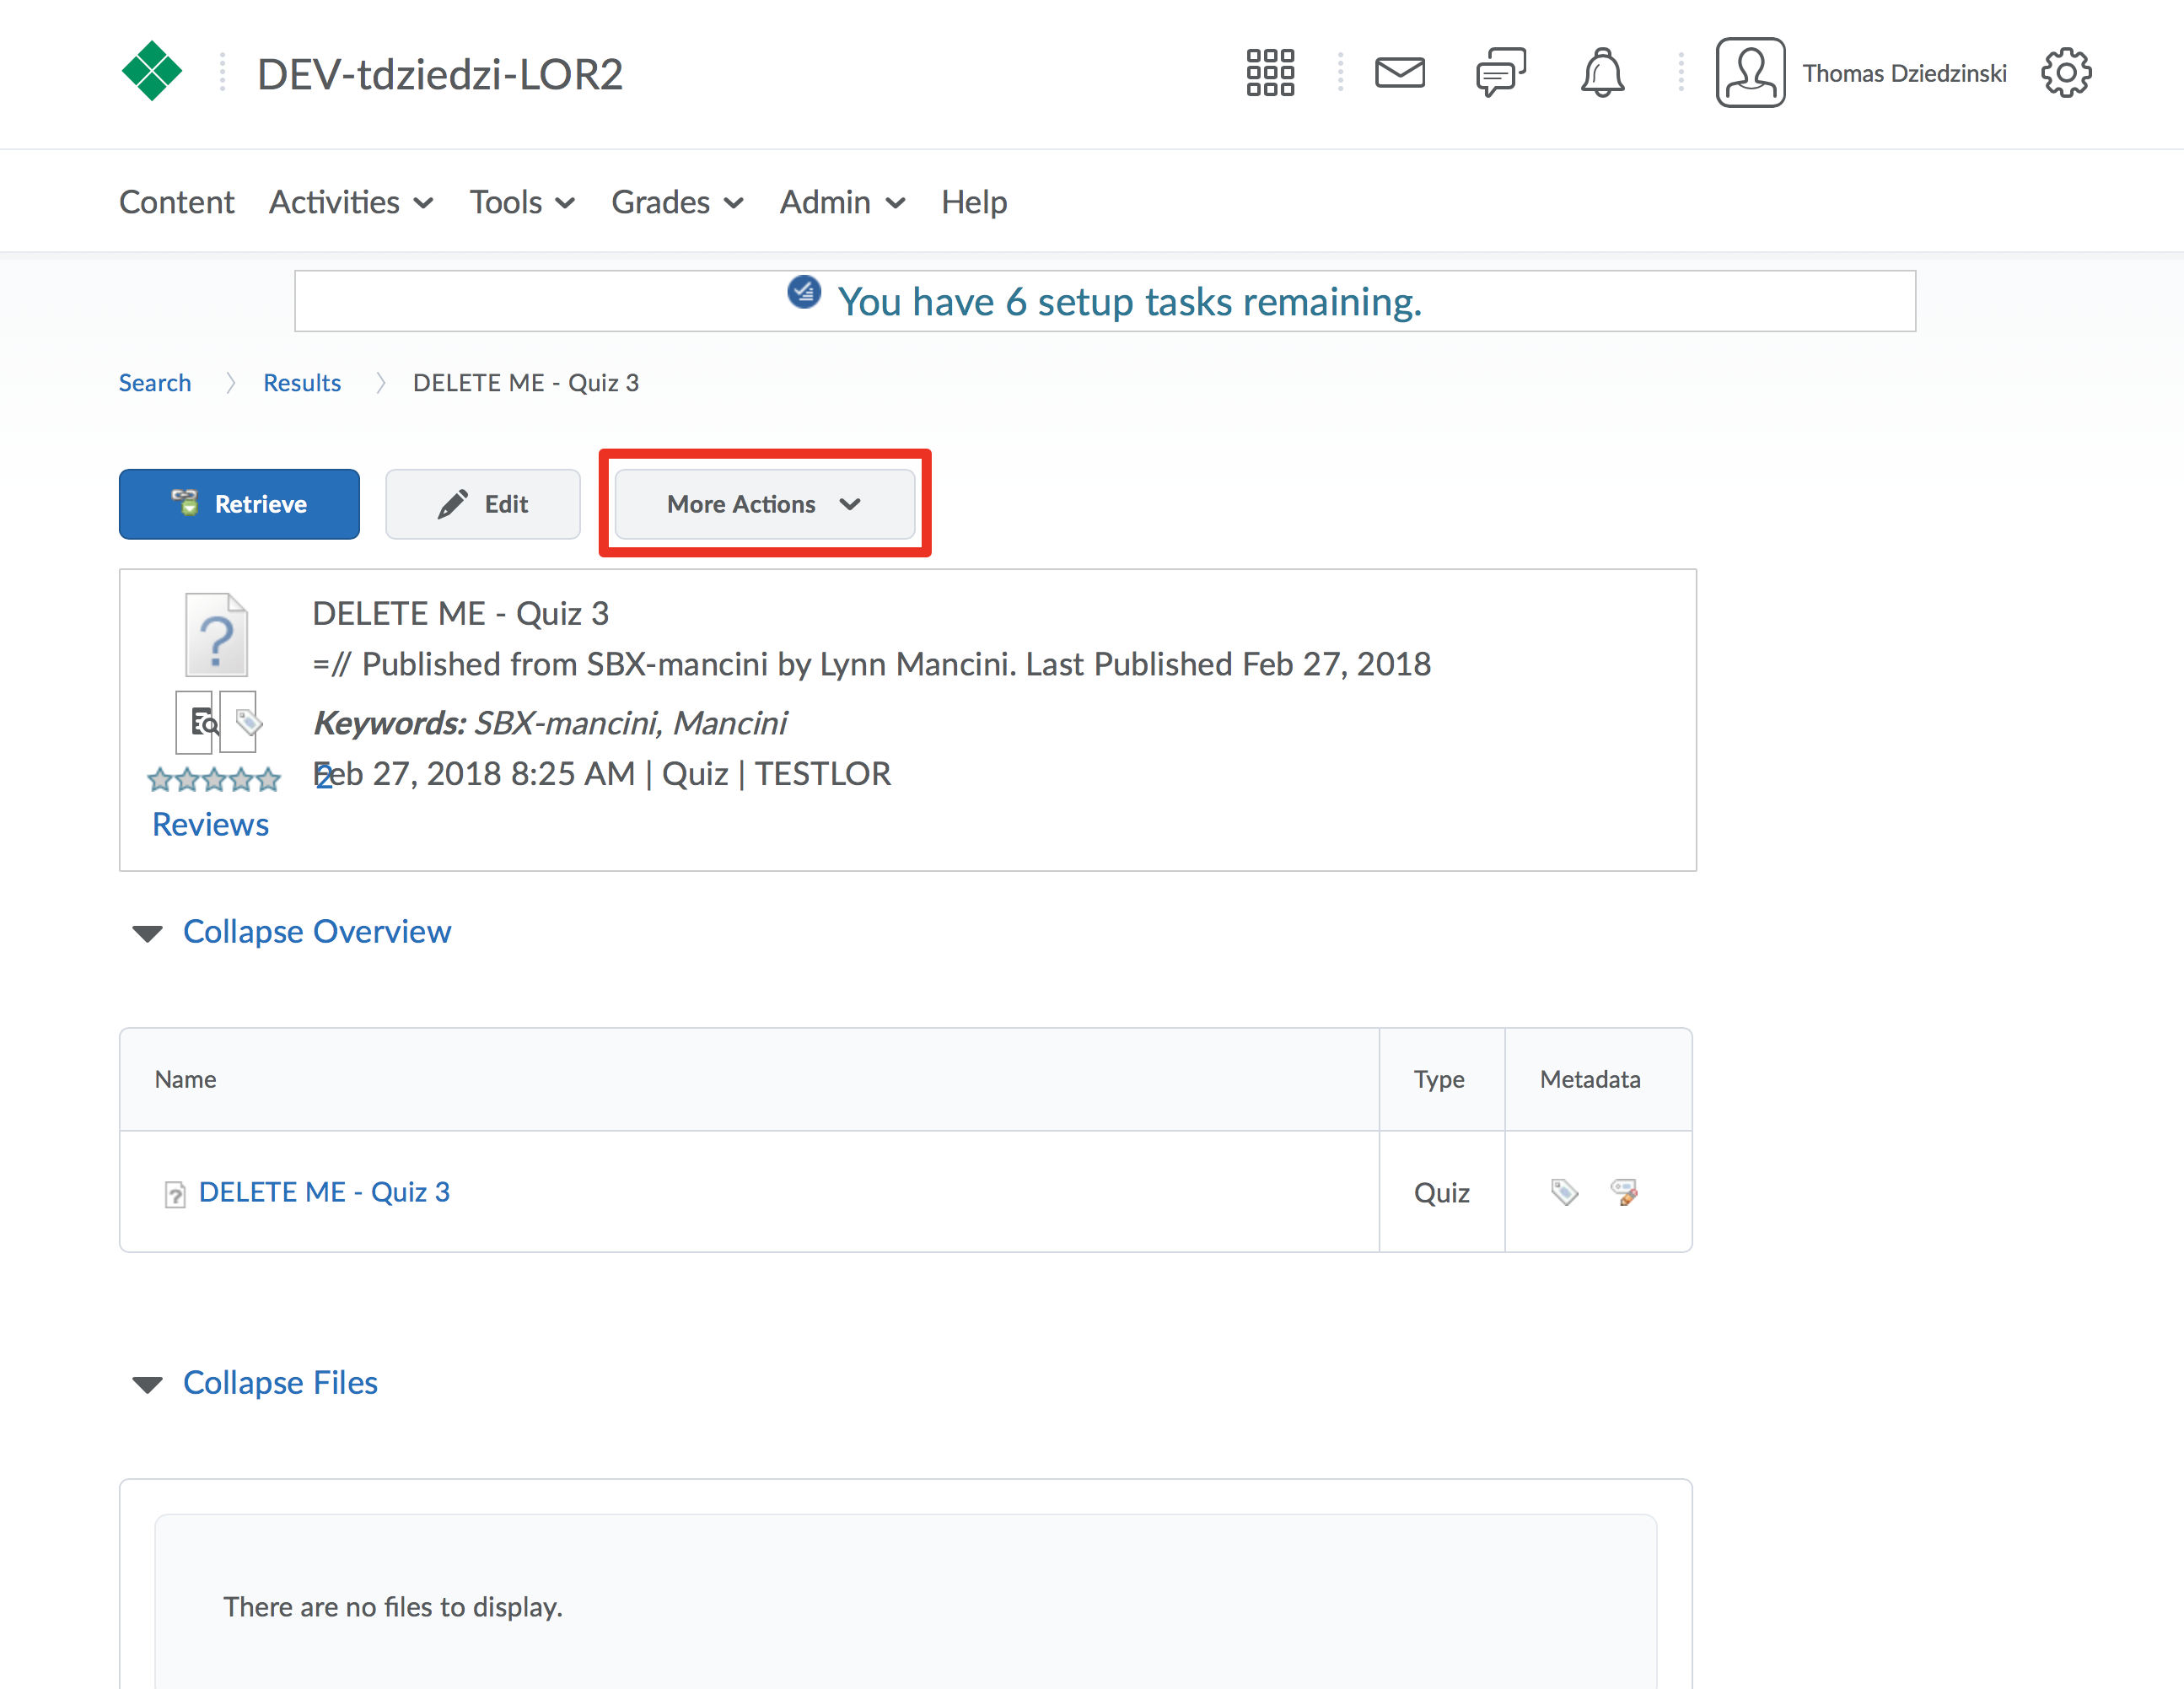 DEV-tdziedzi-LOR2
Thomas Dziedzinski
Content Activities Tools Grades Admin Help
You have 6 setup tasks remaining.
Search Results DELETE ME - Quiz 3
Retrieve Edit More Actions
DELETE ME - Quiz 3
=// Published from SBX-mancini by Lynn Mancini. Last Published Feb 27, 2018
Keywords: SBX-mancini, Mancini
Feb 27, 2018 8:25 AM | Quiz | TESTLOR
2
Reviews
Collapse Overview
Name Type Metadata
DELETE ME - Quiz 3 Quiz
Collapse Files
There are no files to display.